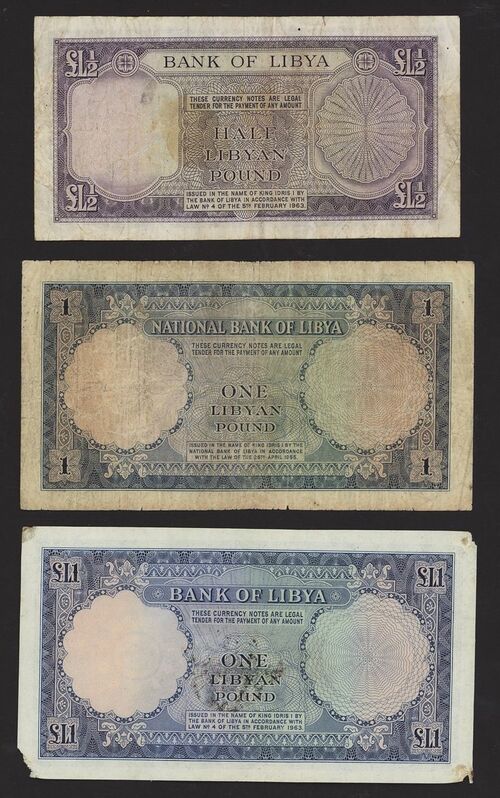 £L½ BANK OF LIBYA £L½
THESE CURRENCY NOTES ARE LEGAL
TENDER FOR THE PAYMENT OF ANY AMOUNT
HALF
LIBYAN
POUND
£L½ ISSUED IN THE NAME OF KING IDRIS I BY £L½
THE BANK OF LIBYA IN ACCORDANCE WITH
LAW Nº 4 OF THE 5TH FEBRUARY 1963.
1 1
NATIONAL BANK OF LIBYA
THESE CURRENCY NOTES ARE LEGAL
TENDER FOR THE PAYMENT OF ANY AMOUNT
ONE
LIBYAN
POUND
ISSUED IN THE NAME OF KING IDRIS I BY THE
NATIONAL BANK OF LIBYA IN ACCORDANCE
1 WITH THE LAW OF THE 26TH APRIL 1955. 1
£L1 £L1
BANK OF LIBYA
THESE CURRENCY NOTES ARE LEGAL
TENDER FOR THE PAYMENT OF ANY AMOUNT
ONE
LIBYAN
POUND
ISSUED IN THE NAME OF KING IDRIS I BY
THE BANK OF LIBYA IN ACCORDANCE WITH
£L1 LAW Nº 4 OF THE 5TH FEBRUARY 1963. £L1